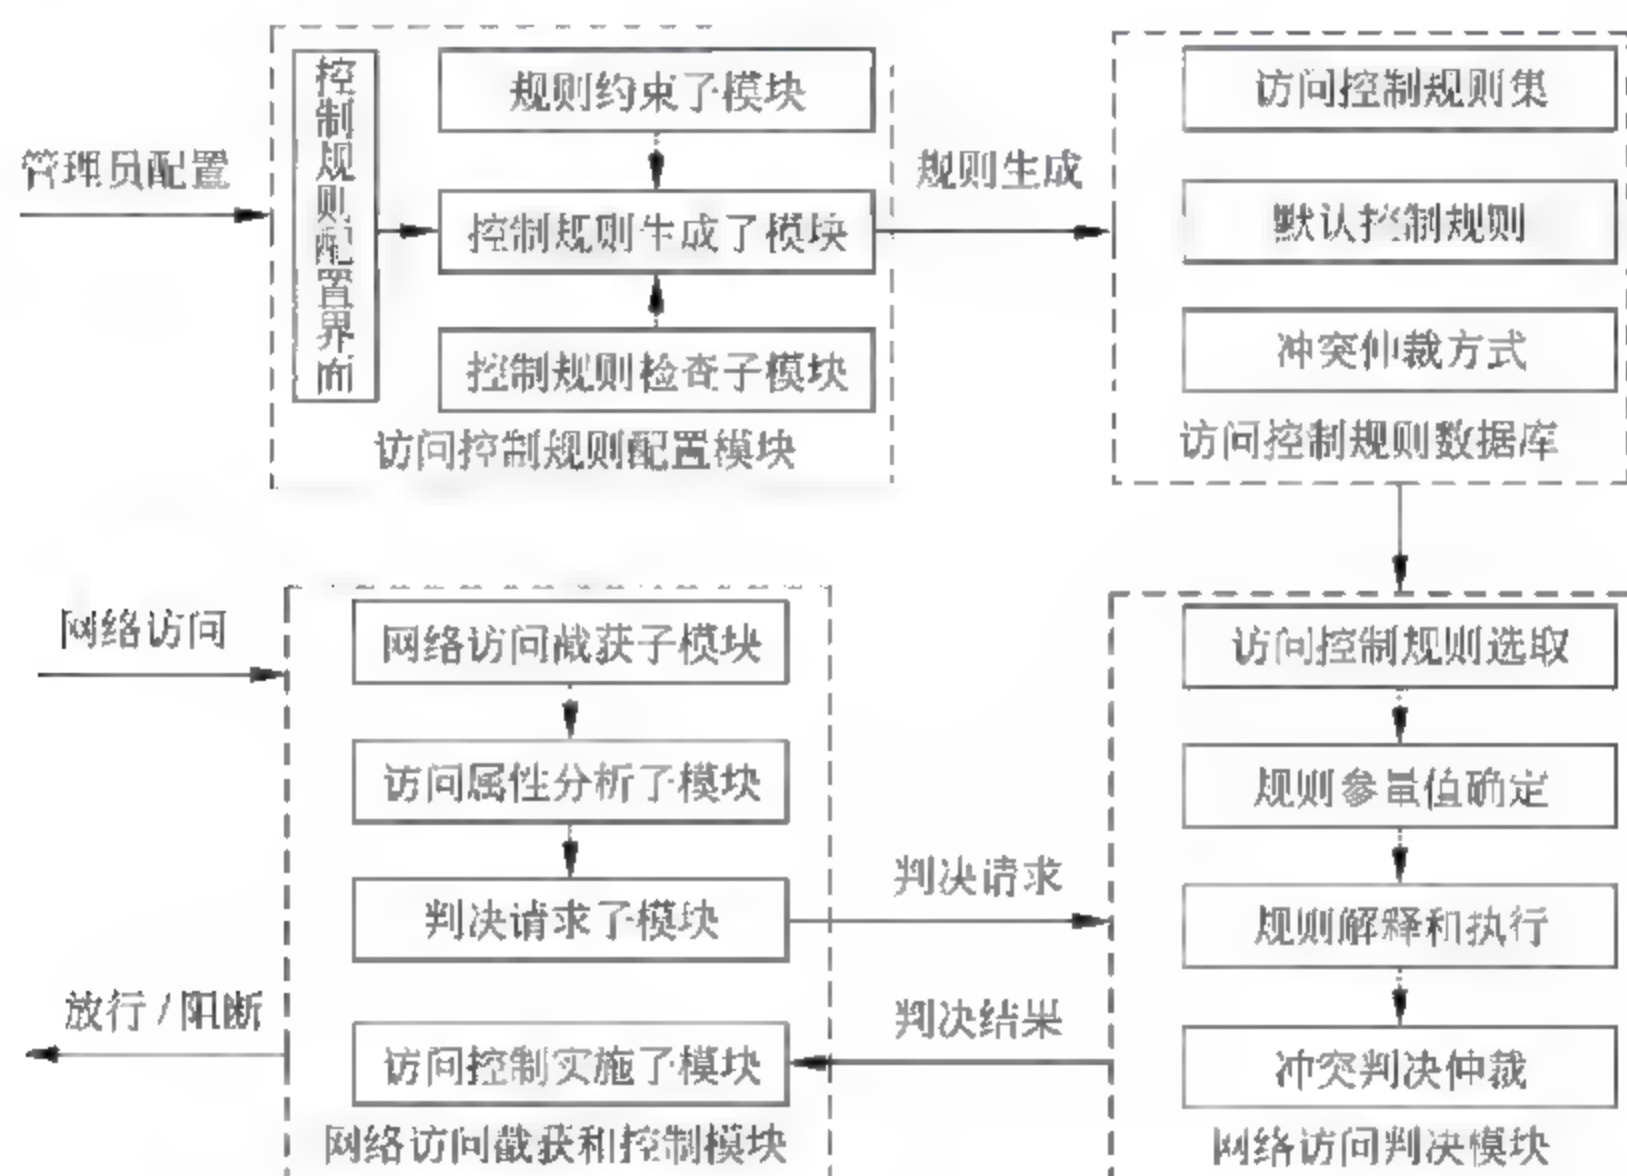 管理员配置
控制规则配置界面
规则约束子模块
控制规则生成子模块
控制规则检查子模块
访问控制规则配置模块
规则生成
访问控制规则集
默认控制规则
冲突仲裁方式
访问控制规则数据库
网络访问
网络访问截获子模块
访问属性分析子模块
判决请求子模块
判决请求
放行/阻断
访问控制实施子模块
判决结果
网络访问截获和控制模块
访问控制规则选取
规则参量值确定
规则解释和执行
冲突判决仲裁
网络访问判决模块